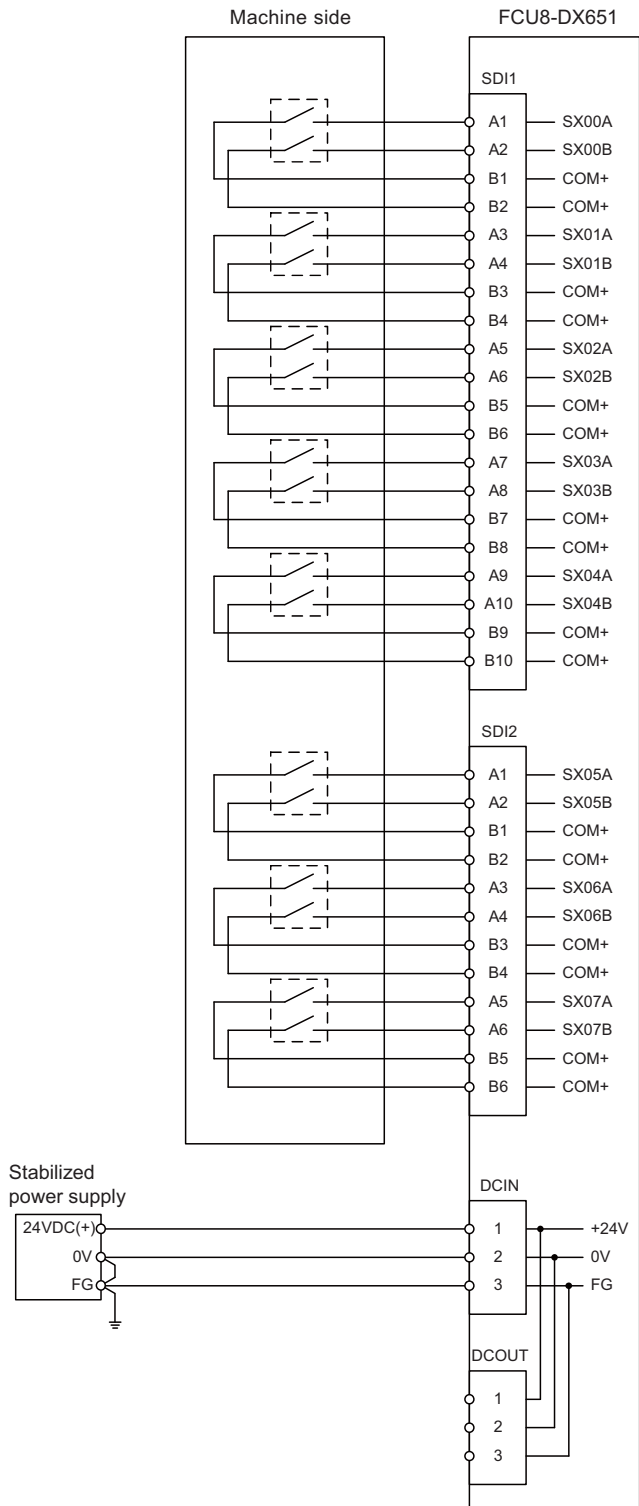 Machine side FCU8-DX651
SDI1
A1 SX00A
A2 SX00B
B1 COM+
B2 COM+
A3 SX01A
A4 SX01B
B3 COM+
B4 COM+
A5 SX02A
A6 SX02B
B5 COM+
B6 COM+
A7 SX03A
A8 SX03B
B7 COM+
B8 COM+
A9 SX04A
A10 SX04B
B9 COM+
B10 COM+
SDI2
A1 SX05A
A2 SX05B
B1 COM+
B2 COM+
A3 SX06A
A4 SX06B
B3 COM+
B4 COM+
A5 SX07A
A6 SX07B
B5 COM+
B6 COM+
Stabilized
power supply
DCIN
24VDC(+) 1 +24V
0V 2 0V
FG 3 FG
DCOUT
1
2
3